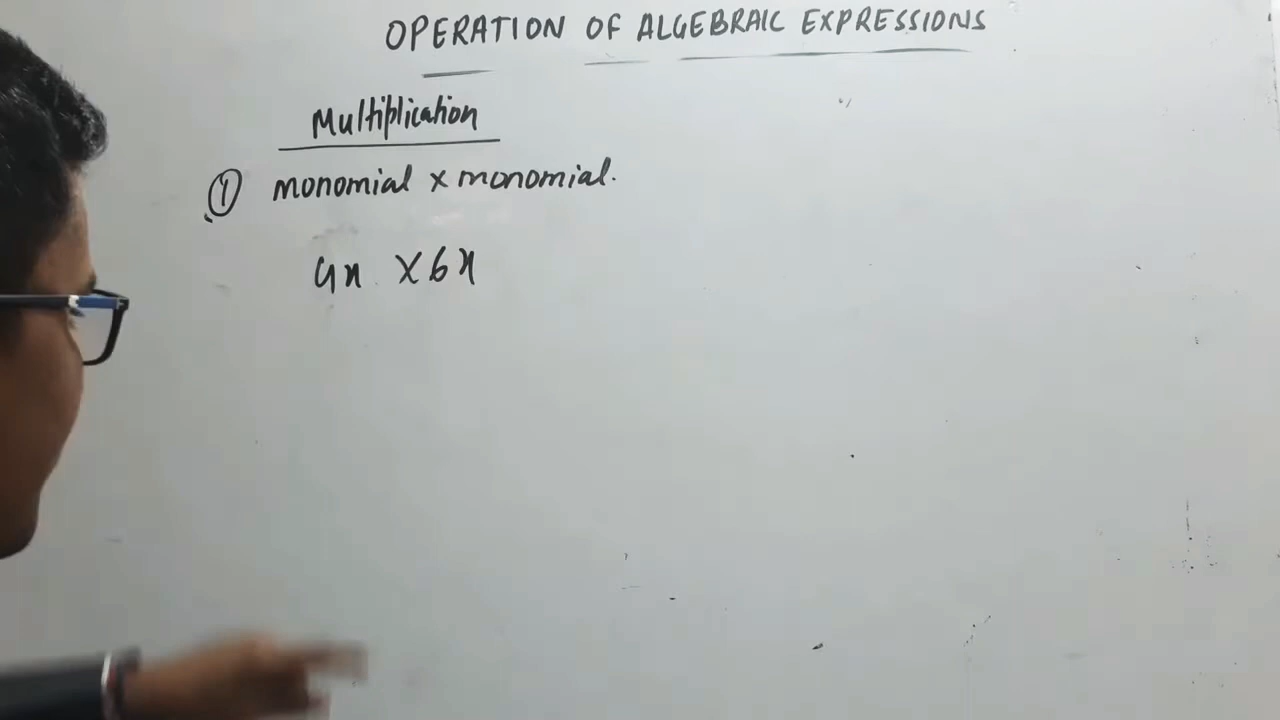 OPERATION OF ALGEBRAIC EXPRESSIONS
Multiplication
① monomial × monomial.
4x × 6x